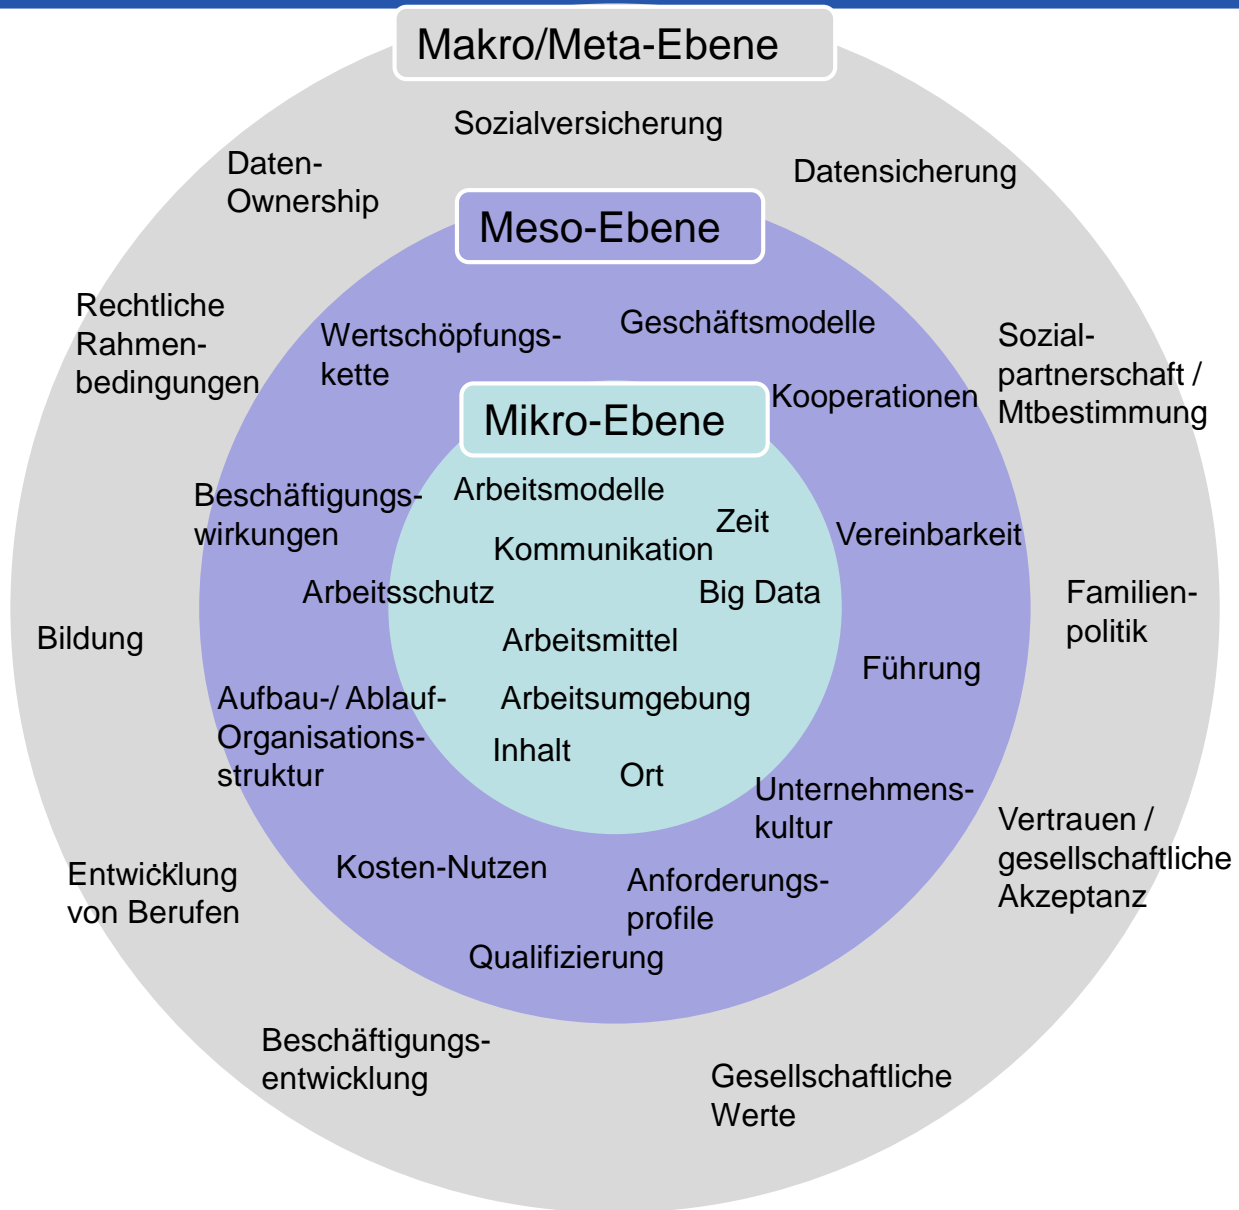 Makro/Meta-Ebene
Sozialversicherung
Daten-
Ownership
Datensicherung
Meso-Ebene
Rechtliche
Rahmen-
bedingungen
Wertschöpfungs-
kette
Geschäftsmodelle
Kooperationen
Sozial-
partnerschaft /
Mtbestimmung
Mikro-Ebene
Beschäftigungs-
wirkungen
Arbeitsmodelle
Zeit
Kommunikation
Vereinbarkeit
Arbeitsschutz
Big Data
Familien-
politik
Bildung
Arbeitsmittel
Führung
Aufbau-/ Ablauf-
Organisations-
struktur
Arbeitsumgebung
Inhalt
Ort
Unternehmens-
kultur
Vertrauen /
gesellschaftliche
Akzeptanz
Entwicklung
von Berufen
Kosten-Nutzen
Anforderungs-
profile
Qualifizierung
Beschäftigungs-
entwicklung
Gesellschaftliche
Werte